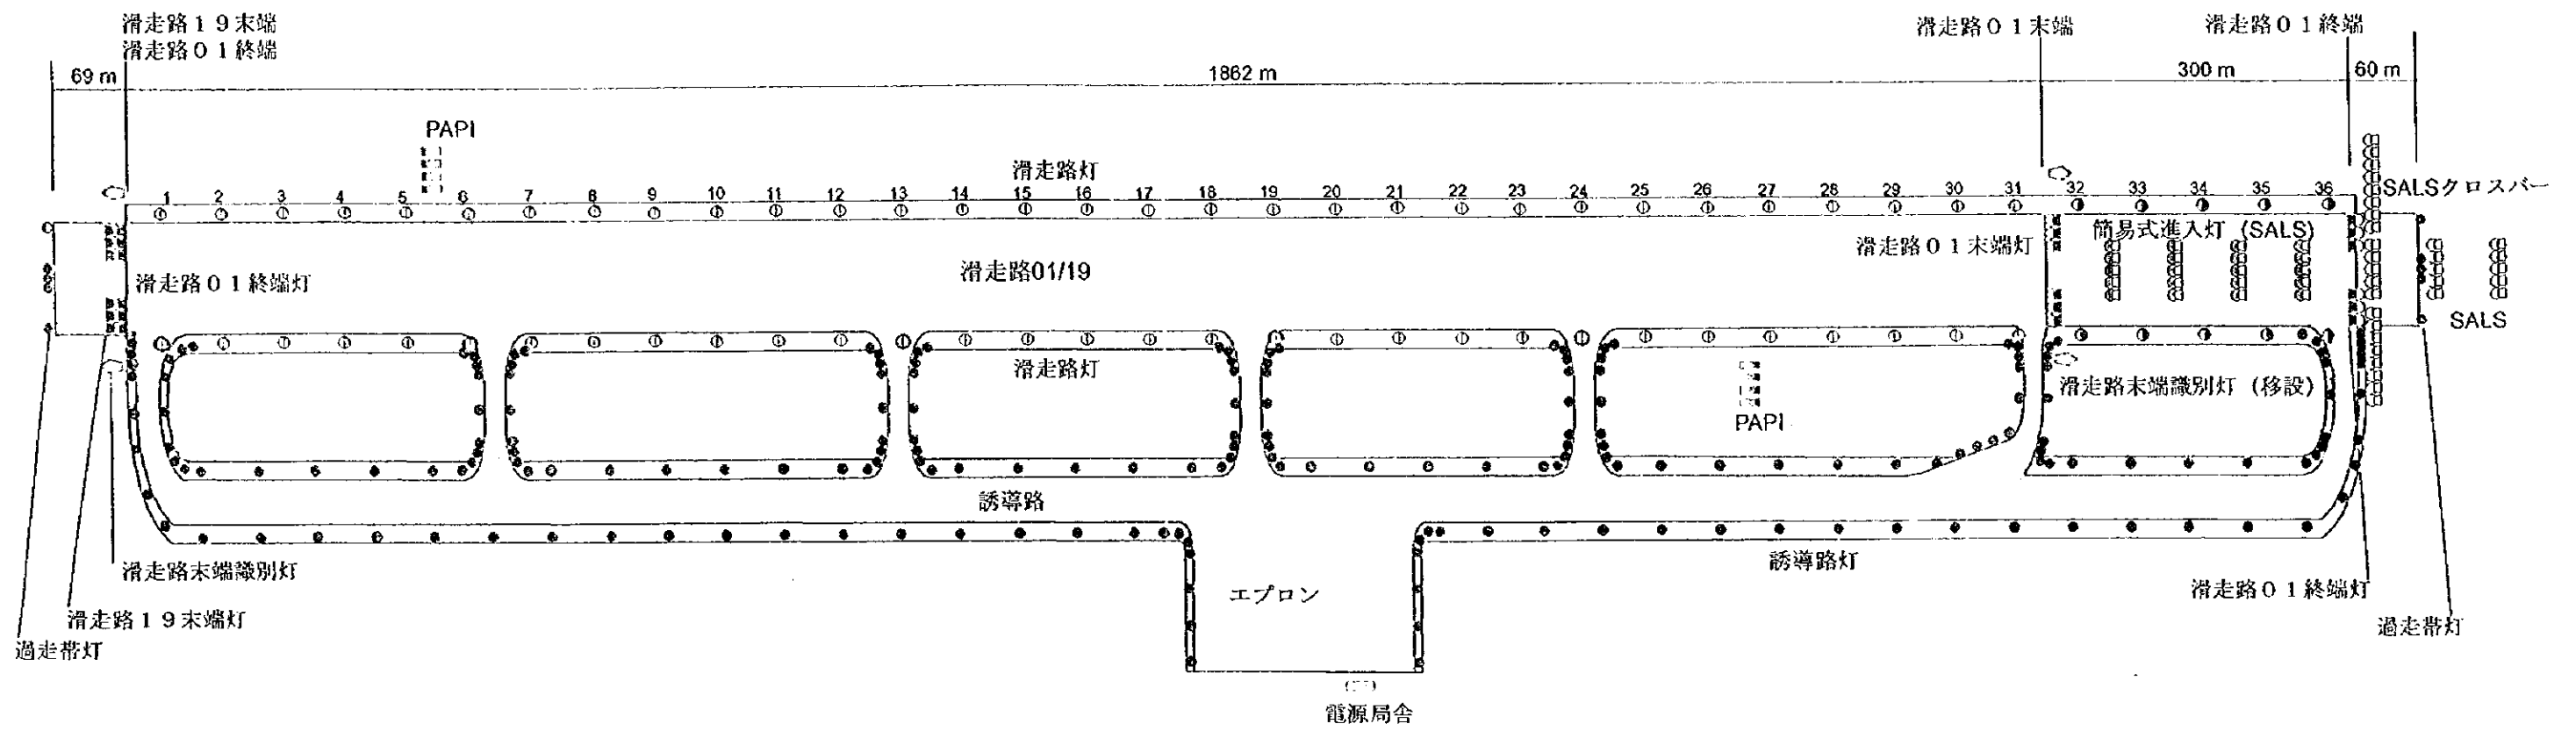 滑走路１９末端
滑走路０１終端
滑走路０１末端
滑走路０１終端
69 m
1862 m
300 m
60 m
PAPI
滑走路灯
1 2 3 4 5 6 7 8 9 10 11 12 13 14 15 16 17 18 19 20 21 22 23 24 25 26 27 28 29 30 31 32 33 34 35 36
SALSクロスバー
簡易式進入灯 (SALS)
滑走路０１末端灯
滑走路０１終端灯
滑走路01/19
SALS
滑走路灯
滑走路末端識別灯 (移設)
PAPI
誘導路
滑走路末端識別灯
誘導路灯
エプロン
滑走路０１終端灯
滑走路１９末端灯
過走帯灯
過走帯灯
電源局舎